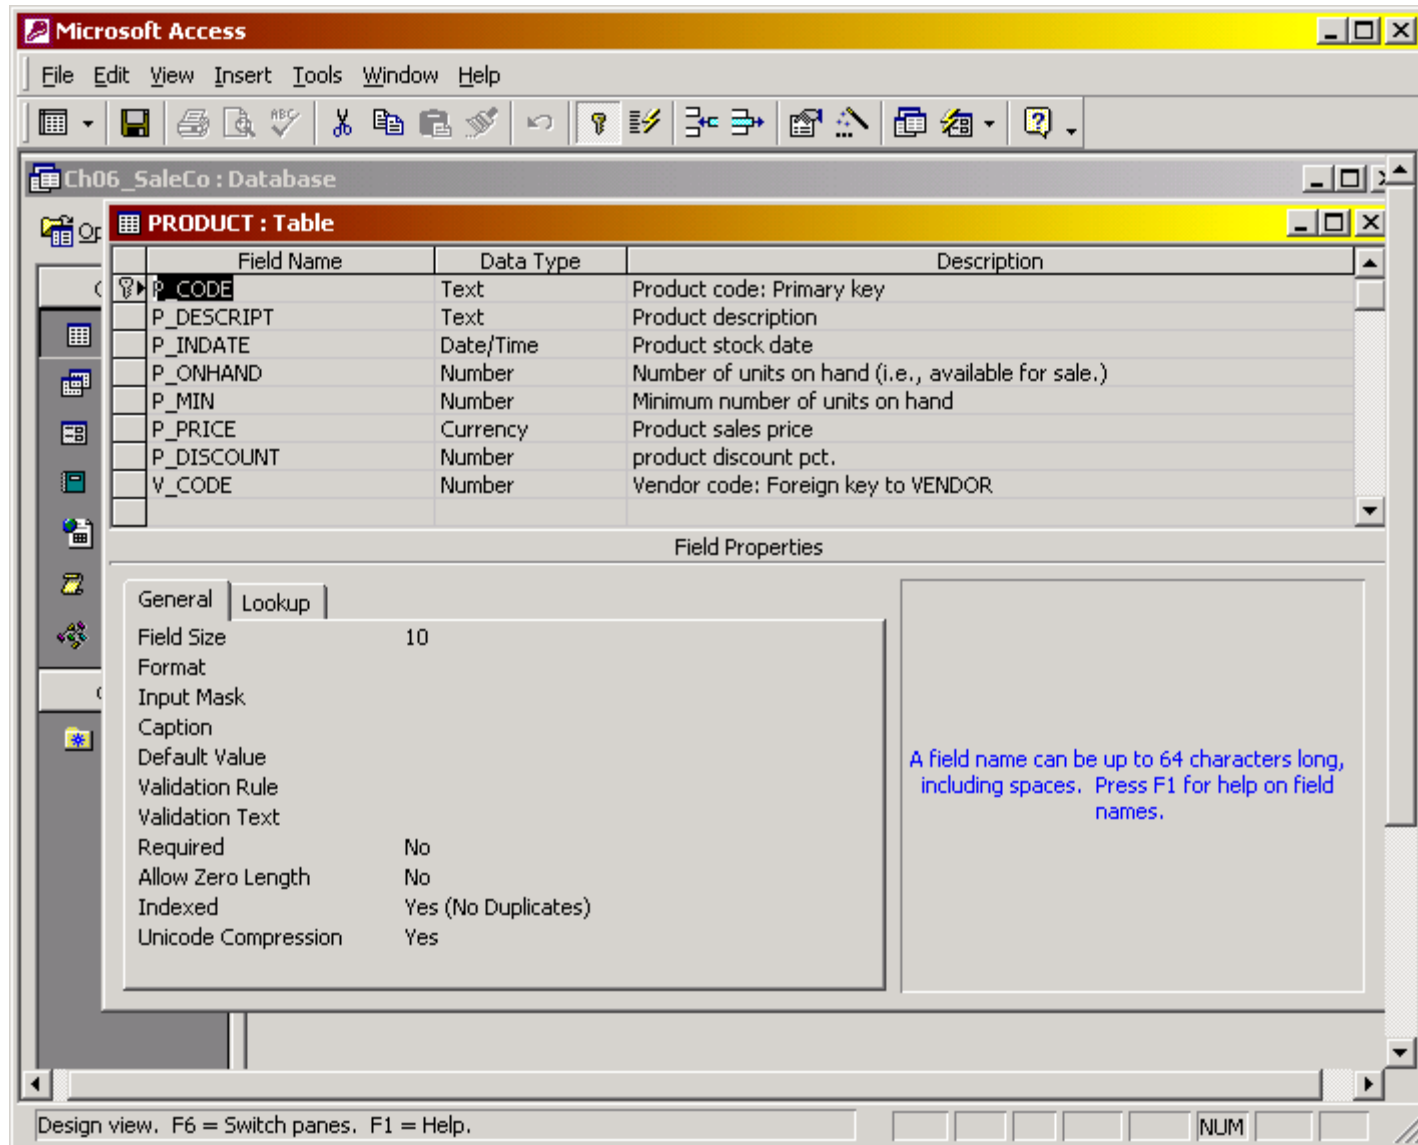 Microsoft Access
File Edit View Insert Tools Window Help
ABC
Ch06_SaleCo : Database
Op
PRODUCT : Table
Field Name Data Type Description
P_CODE Text Product code: Primary key
P_DESCRIPT Text Product description
P_INDATE Date/Time Product stock date
P_ONHAND Number Number of units on hand (i.e., available for sale.)
P_MIN Number Minimum number of units on hand
P_PRICE Currency Product sales price
P_DISCOUNT Number product discount pct.
V_CODE Number Vendor code: Foreign key to VENDOR
Field Properties
General Lookup
Field Size 10
Format
Input Mask
Caption
Default Value
Validation Rule
Validation Text
Required No
Allow Zero Length No
Indexed Yes (No Duplicates)
Unicode Compression Yes
A field name can be up to 64 characters long,
including spaces. Press F1 for help on field
names.
Design view. F6 = Switch panes. F1 = Help.
NUM